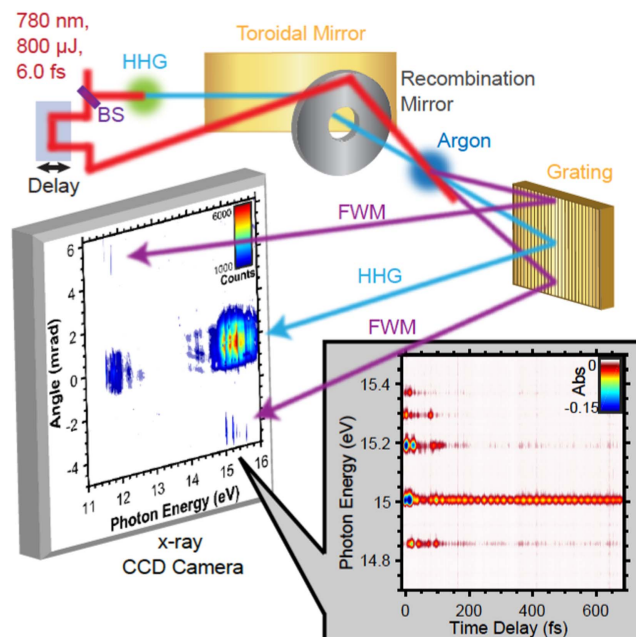 780 nm,
800 µJ,
6.0 fs
HHG
BS
Delay
Toroidal Mirror
Recombination
Mirror
Argon
Grating
FWM
HHG
FWM
6000
1000
Counts
6
4
2
0
-2
-4
Angle (mrad)
11 12 13 14 15 16
Photon Energy (eV)
x-ray
CCD Camera
0
-0.15
Abs
15.4
15.2
15
14.8
Photon Energy (eV)
0 200 400 600
Time Delay (fs)